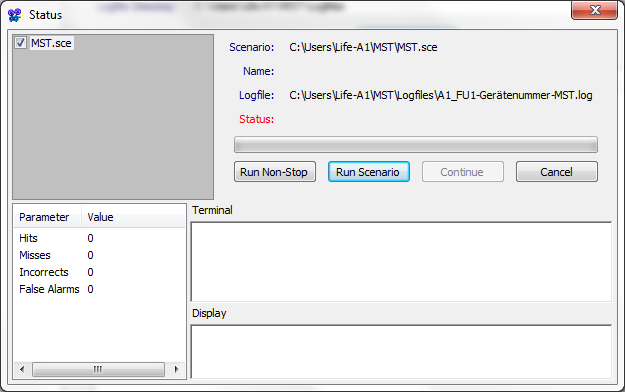 Status
MST.sce
Scenario: C:\Users\Life-A1\MST\MST.sce
Name:
Logfile: C:\Users\Life-A1\MST\Logfiles\A1_FU1-Gerätenummer-MST.log
Status:
Run Non-Stop Run Scenario Continue Cancel
Parameter Value
Hits 0
Misses 0
Incorrects 0
False Alarms 0
Terminal
Display